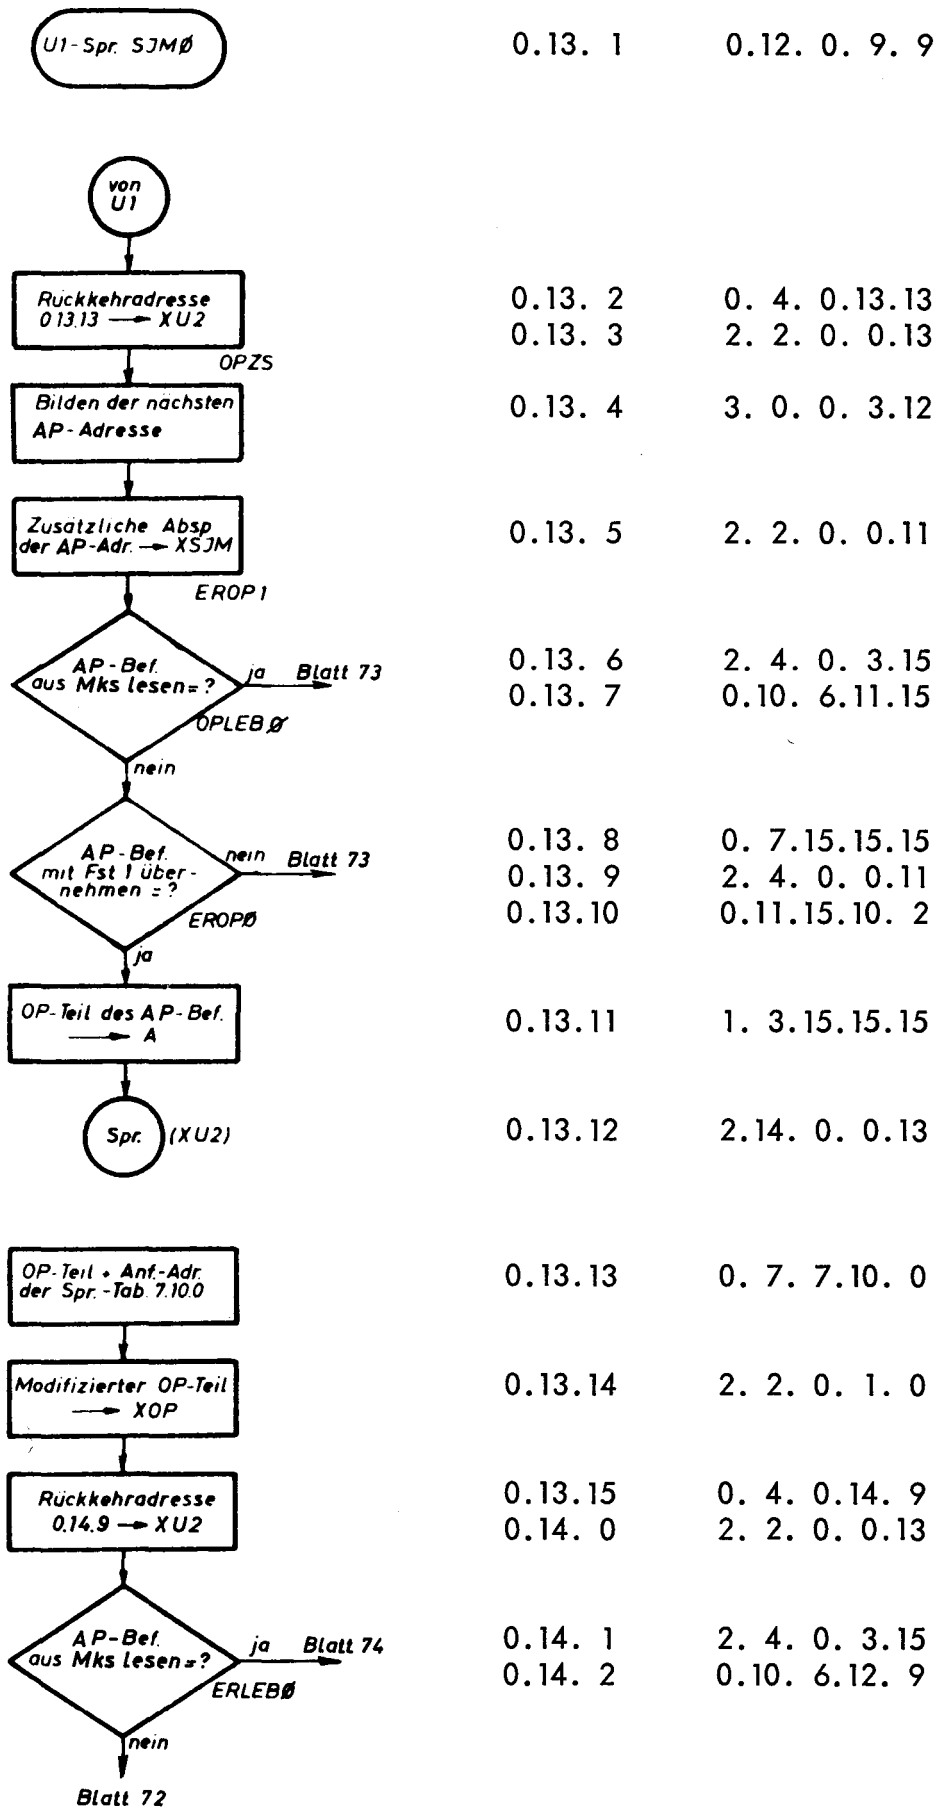 U1-Spr. SJMØ 0.13. 1 0.12. 0. 9. 9
von
U1
Rückkehradresse 0.13. 2 0. 4. 0.13.13
0 13.13 → XU2 0.13. 3 2. 2. 0. 0.13
OPZS
Bilden der nächsten 0.13. 4 3. 0. 0. 3.12
AP-Adresse
Zusätzliche Absp 0.13. 5 2. 2. 0. 0.11
der AP-Adr. → XSJM
EROP1
AP-Bef. 0.13. 6 2. 4. 0. 3.15
aus Mks lesen=? ja Blatt 73 0.13. 7 0.10. 6.11.15
OPLEBØ
nein
AP-Bef. 0.13. 8 0. 7.15.15.15
mit Fst 1 über- nein Blatt 73 0.13. 9 2. 4. 0. 0.11
nehmen =? 0.13.10 0.11.15.10. 2
EROPØ
ja
OP-Teil des AP-Bef. 0.13.11 1. 3.15.15.15
→ A
Spr. (XU2) 0.13.12 2.14. 0. 0.13
OP-Teil + Anf.-Adr. 0.13.13 0. 7. 7.10. 0
der Spr.-Tab. 7.10.0
Modifizierter OP-Teil 0.13.14 2. 2. 0. 1. 0
→ XOP
Rückkehradresse 0.13.15 0. 4. 0.14. 9
0.14.9 → XU2 0.14. 0 2. 2. 0. 0.13
AP-Bef. ja Blatt 74 0.14. 1 2. 4. 0. 3.15
aus Mks lesen=? 0.14. 2 0.10. 6.12. 9
ERLEBØ
nein
Blatt 72